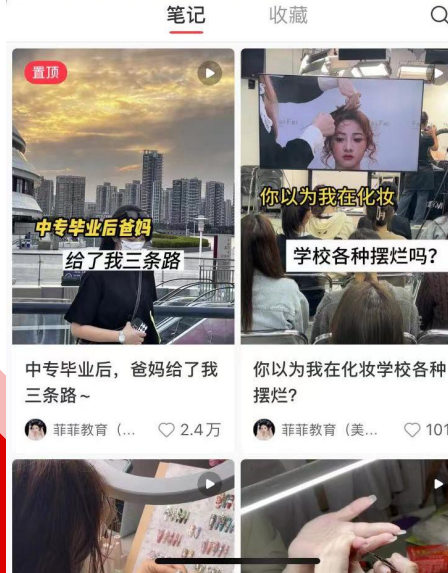 笔记
收藏
置顶
中专毕业后爸妈
给了我三条路
你以为我在化妆
学校各种摆烂吗？
中专毕业后，爸妈给了我
三条路~
菲菲教育（...
2.4万
你以为我在化妆学校各种
摆烂？
菲菲教育（美...
101